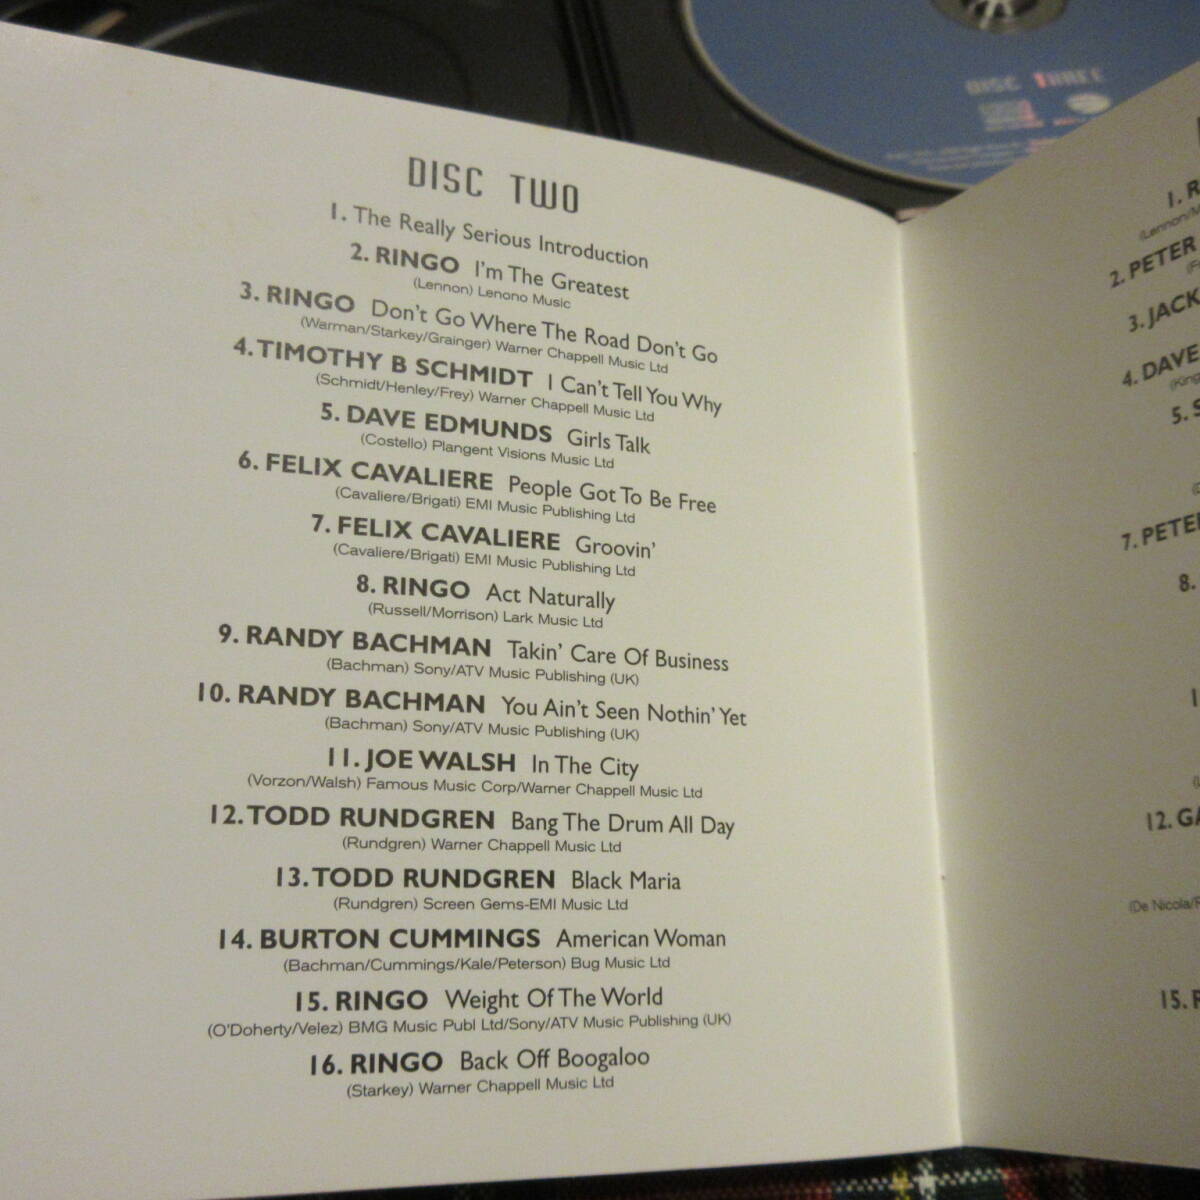 DISC THREE
DISC TWO
1. The Really Serious Introduction
2. RINGO I'm The Greatest
(Lennon) Lenono Music
3. RINGO Don't Go Where The Road Don't Go
(Warman/Starkey/Grainger) Warner Chappell Music Ltd
4. TIMOTHY B SCHMIDT I Can't Tell You Why
(Schmidt/Henley/Frey) Warner Chappell Music Ltd
5. DAVE EDMUNDS Girls Talk
(Costello) Plangent Visions Music Ltd
6. FELIX CAVALIERE People Got To Be Free
(Cavaliere/Brigati) EMI Music Publishing Ltd
7. FELIX CAVALIERE Groovin'
(Cavaliere/Brigati) EMI Music Publishing Ltd
8. RINGO Act Naturally
(Russell/Morrison) Lark Music Ltd
9. RANDY BACHMAN Takin' Care Of Business
(Bachman) Sony/ATV Music Publishing (UK)
10. RANDY BACHMAN You Ain't Seen Nothin' Yet
(Bachman) Sony/ATV Music Publishing (UK)
11. JOE WALSH In The City
(Vorzon/Walsh) Famous Music Corp/Warner Chappell Music Ltd
12. TODD RUNDGREN Bang The Drum All Day
(Rundgren) Warner Chappell Music Ltd
13. TODD RUNDGREN Black Maria
(Rundgren) Screen Gems-EMI Music Ltd
14. BURTON CUMMINGS American Woman
(Bachman/Cummings/Kale/Peterson) Bug Music Ltd
15. RINGO Weight Of The World
(O'Doherty/Velez) BMG Music Publ Ltd/Sony/ATV Music Publishing (UK)
16. RINGO Back Off Boogaloo
(Starkey) Warner Chappell Music Ltd
1. R
(Lennon/M
2. PETER
3. JACK
4. DAVE
(King
5. S
7. PETER
8.
1
12. GA
(De Nicola/
15.